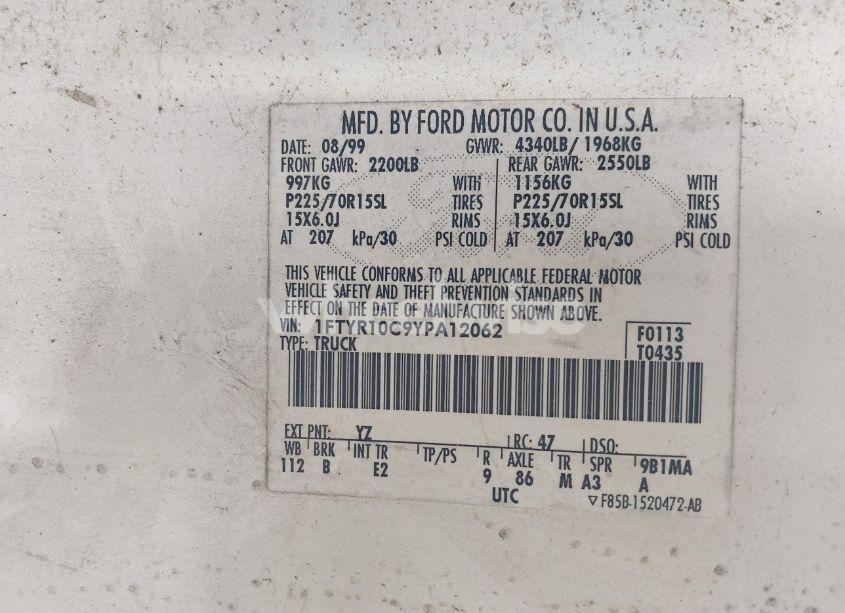 MFD. BY FORD MOTOR CO. IN U.S.A.
DATE: 08/99 GVWR: 4340LB/ 1968KG
FRONT GAWR: 2200LB REAR GAWR: 2550LB
997KG WITH 1156KG WITH
P225/70R15SL TIRES P225/70R15SL TIRES
15X6.0J RIMS 15X6.0J RIMS
AT 207 kPa/30 PSI COLD AT 207 kPa/30 PSI COLD
THIS VEHICLE CONFORMS TO ALL APPLICABLE FEDERAL MOTOR
VEHICLE SAFETY AND THEFT PREVENTION STANDARDS IN
EFFECT ON THE DATE OF MANUFACTURE SHOWN ABOVE.
VIN: 1FTYR10C9YPA12062 F0113
TYPE: TRUCK T0435
EXT PNT: YZ RC: 47 DSO:
WB BRK INT TR TP/PS R AXLE TR SPR 9B1MA
112 B E2 9 86 M A3 A
UTC ▽F85B-1520472-AB